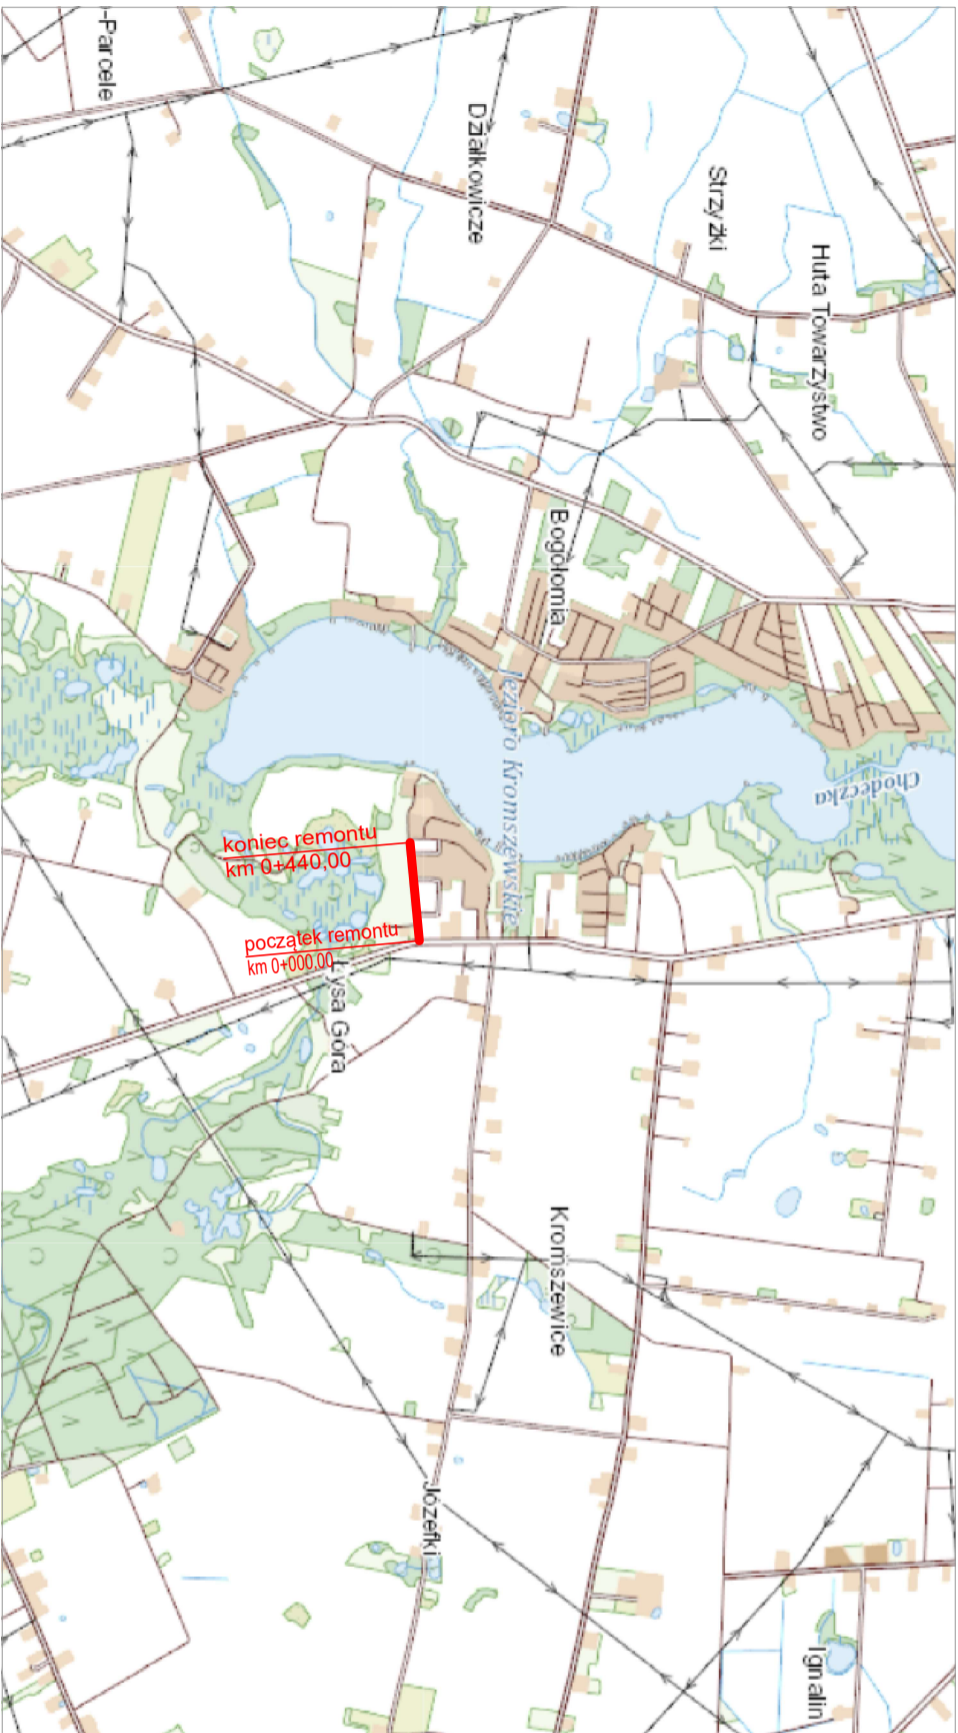 -Parcele
Działkowicze
Strzyżki
Huta Towarzystwo
Bogołomia
Jezioro Kromszewskie
Chodeczka
koniec remontu
km 0+440,00
początek remontu
km 0+000,00
Łysa Góra
Kromszewice
Józefki
Ignalin